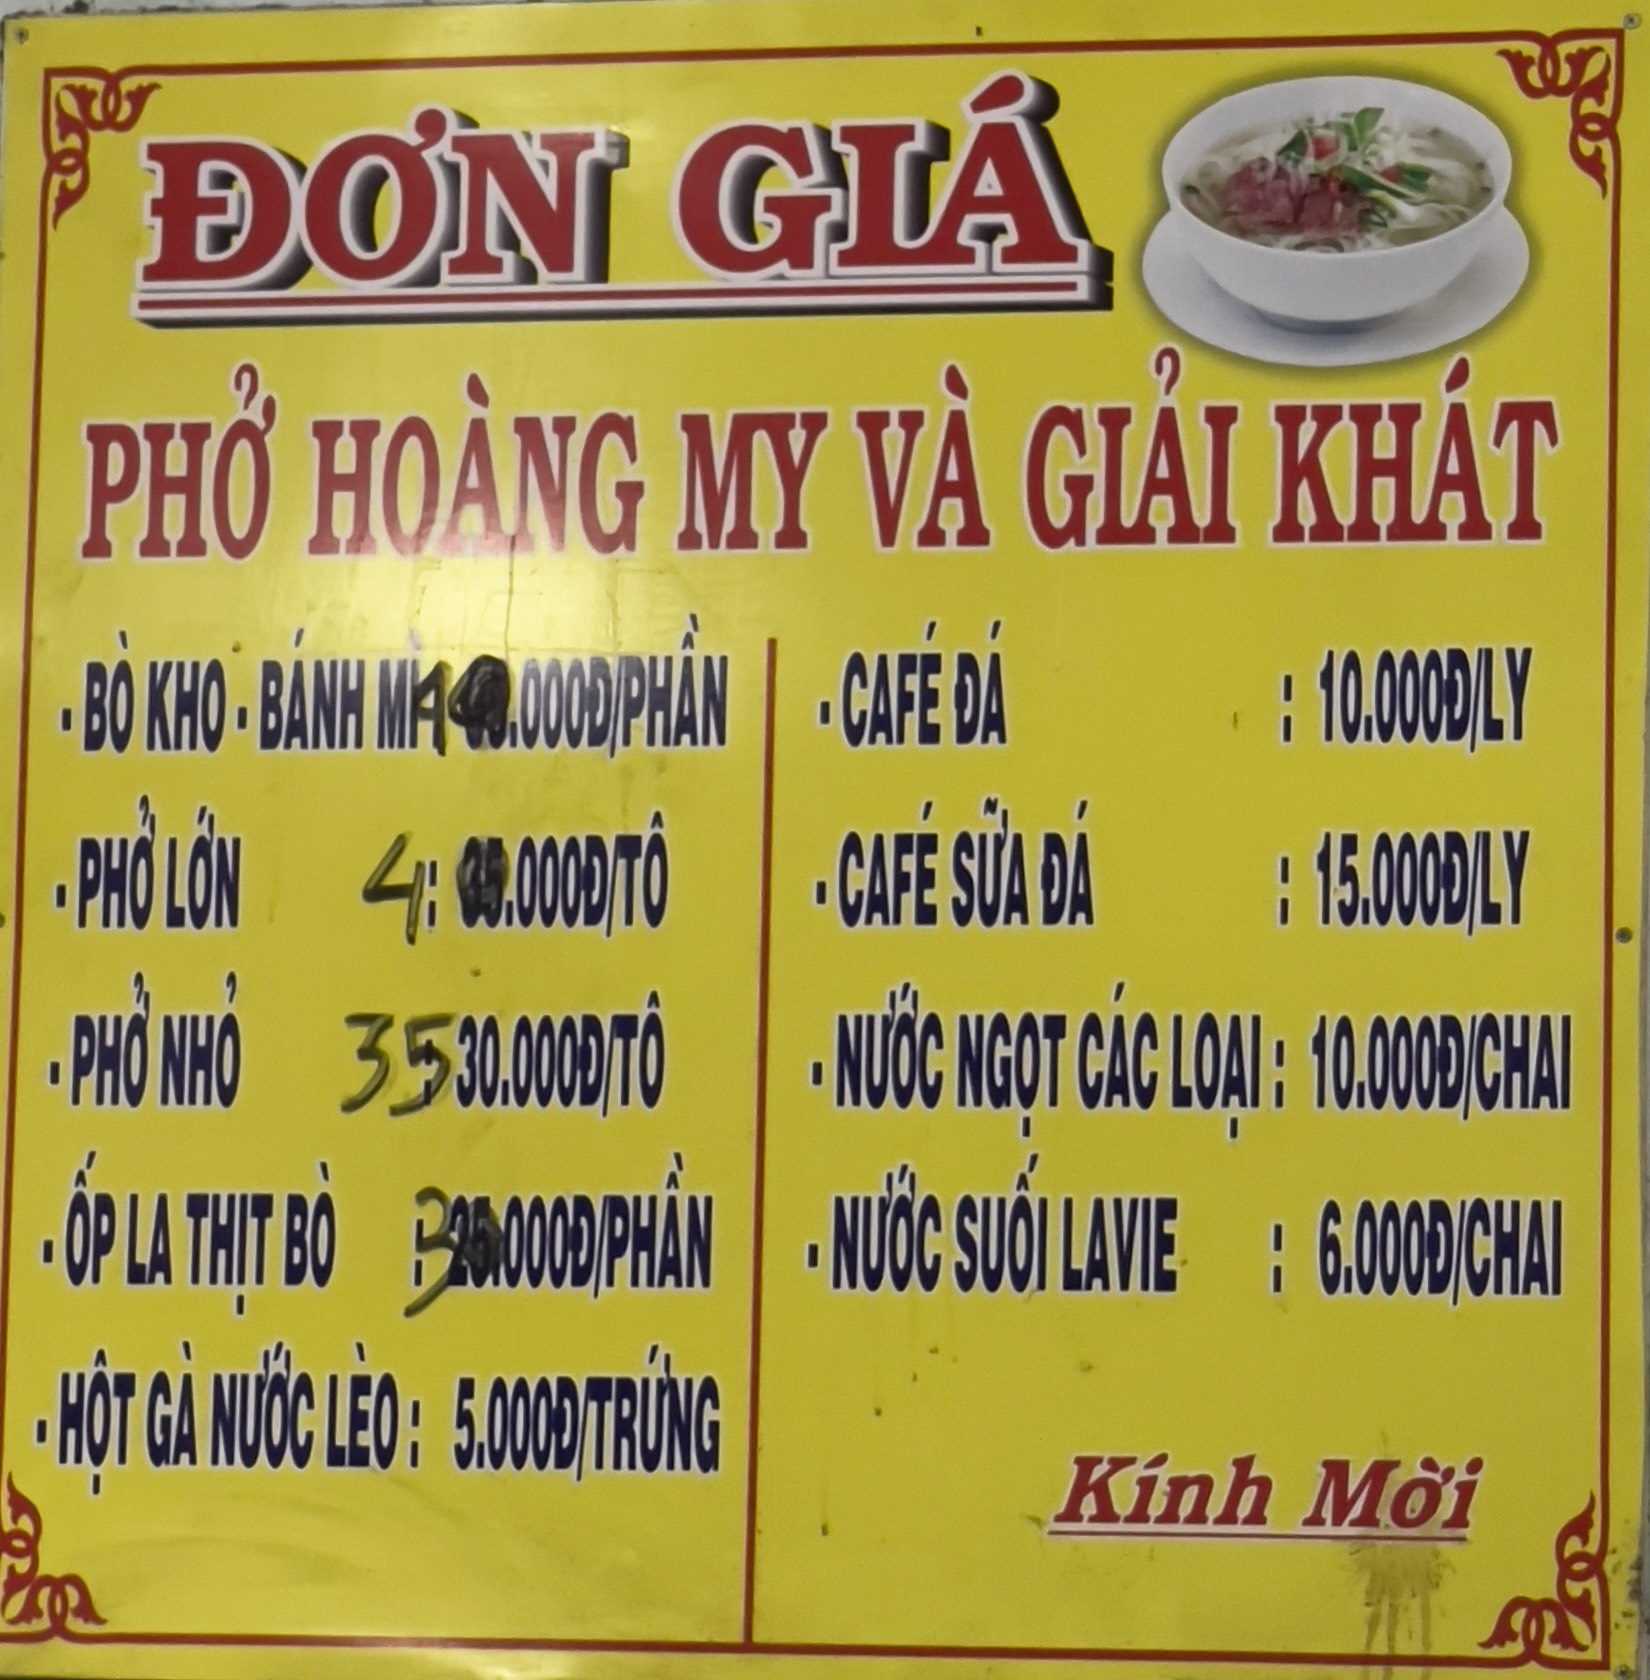 ĐƠN GIÁ
PHỞ HOÀNG MY VÀ GIẢI KHÁT
- BÒ KHO - BÁNH MÌ .000Đ/PHẦN
- PHỞ LỚN 4 : .000Đ/TÔ
- PHỞ NHỎ 35 : 30.000Đ/TÔ
- ỐP LA THỊT BÒ : 3 .000Đ/PHẦN
- HỘT GÀ NƯỚC LÈO : 5.000Đ/TRỨNG
- CAFÉ ĐÁ : 10.000Đ/LY
- CAFÉ SỮA ĐÁ : 15.000Đ/LY
- NƯỚC NGỌT CÁC LOẠI : 10.000Đ/CHAI
- NƯỚC SUỐI LAVIE : 6.000Đ/CHAI
Kính Mời